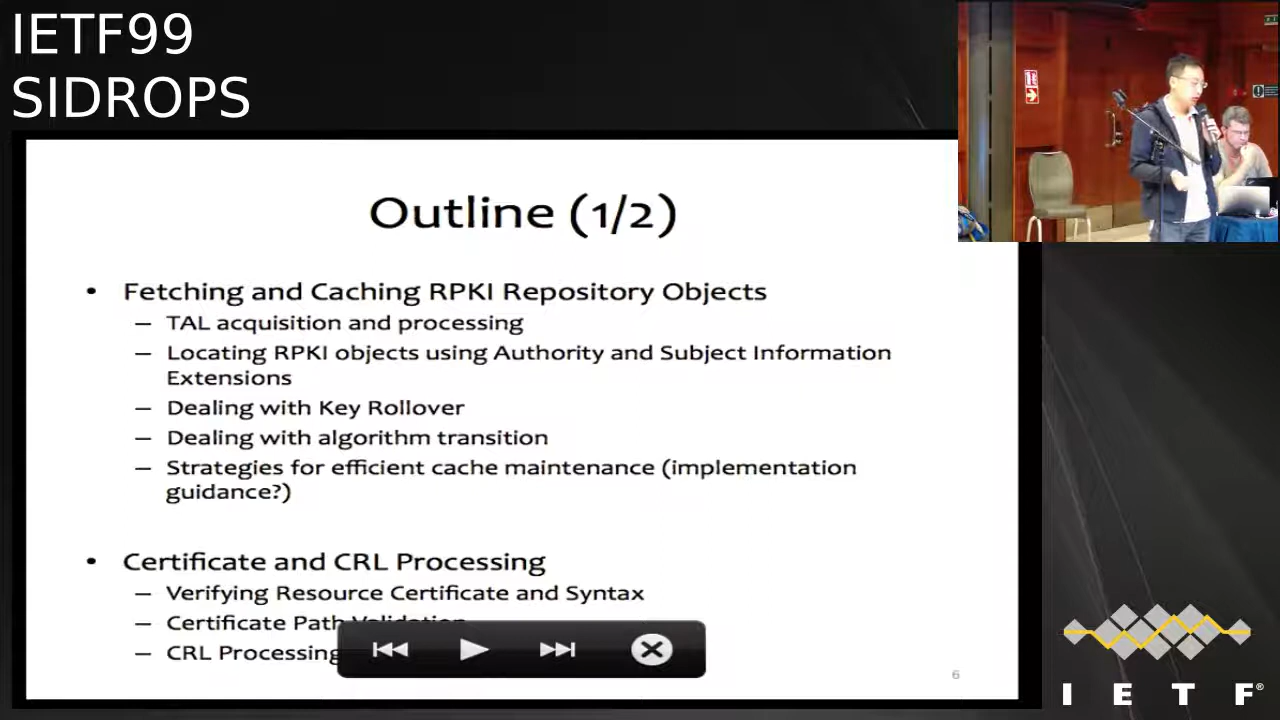 IETF99
SIDROPS
Outline (1/2)
• Fetching and Caching RPKI Repository Objects
– TAL acquisition and processing
– Locating RPKI objects using Authority and Subject Information
Extensions
– Dealing with Key Rollover
– Dealing with algorithm transition
– Strategies for efficient cache maintenance (implementation
guidance?)
• Certificate and CRL Processing
– Verifying Resource Certificate and Syntax
– Certificate Path Validation
– CRL Processing
6
I E T F®